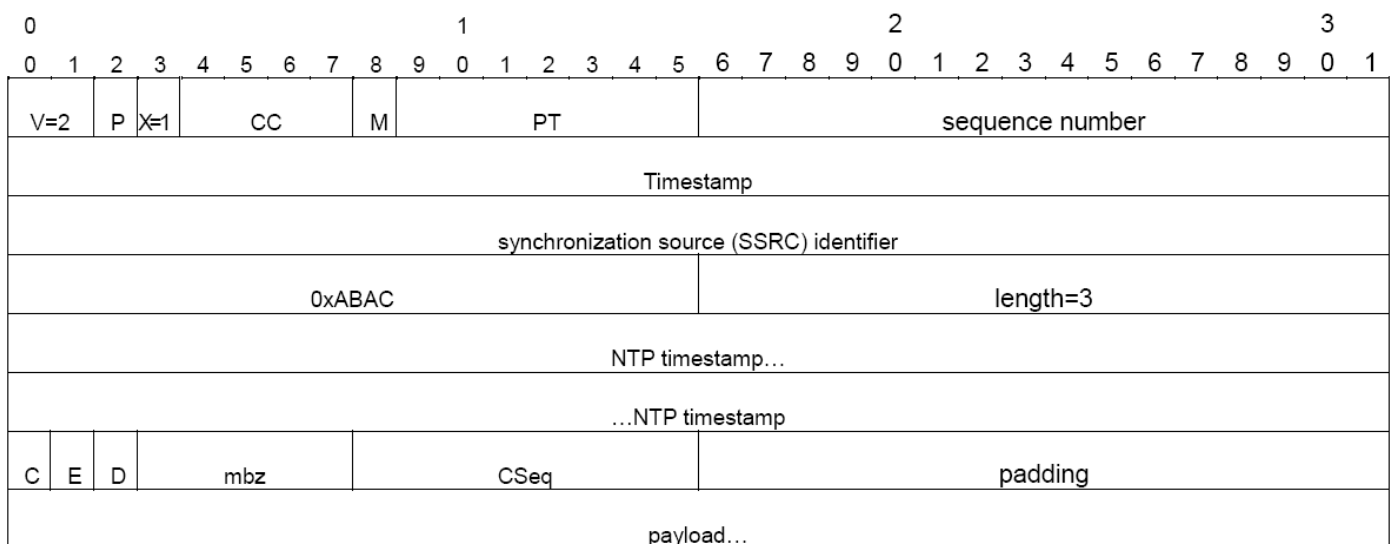 0 1 2 3
0 1 2 3 4 5 6 7 8 9 0 1 2 3 4 5 6 7 8 9 0 1 2 3 4 5 6 7 8 9 0 1
V=2 P X=1 CC M PT sequence number
Timestamp
synchronization source (SSRC) identifier
0xABAC length=3
NTP timestamp…
…NTP timestamp
C E D mbz CSeq padding
payload…